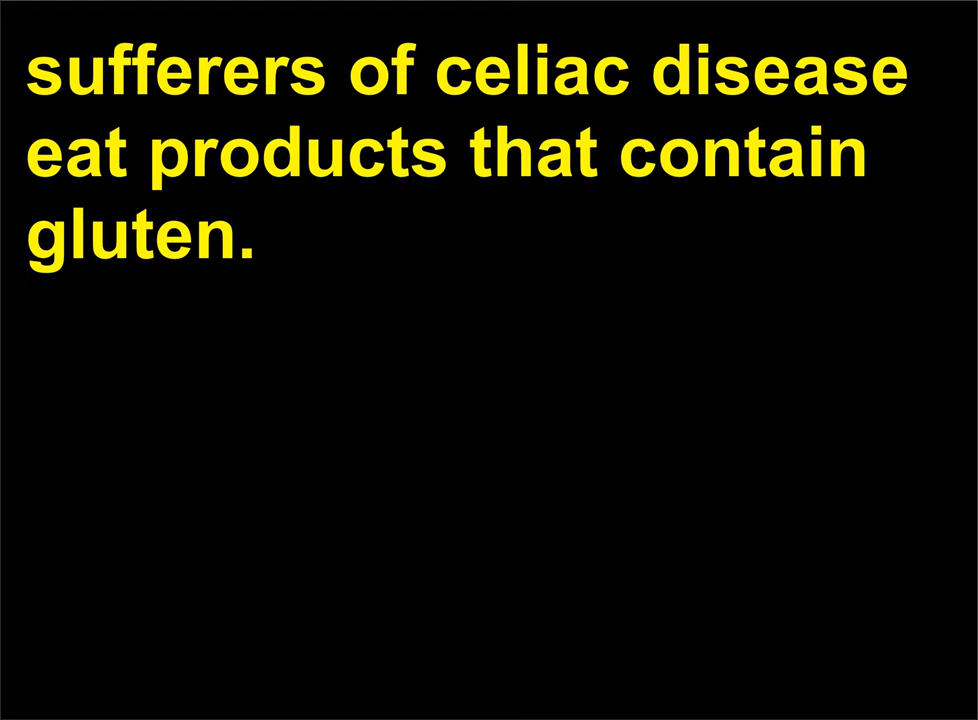 sufferers of celiac disease
eat products that contain
gluten.